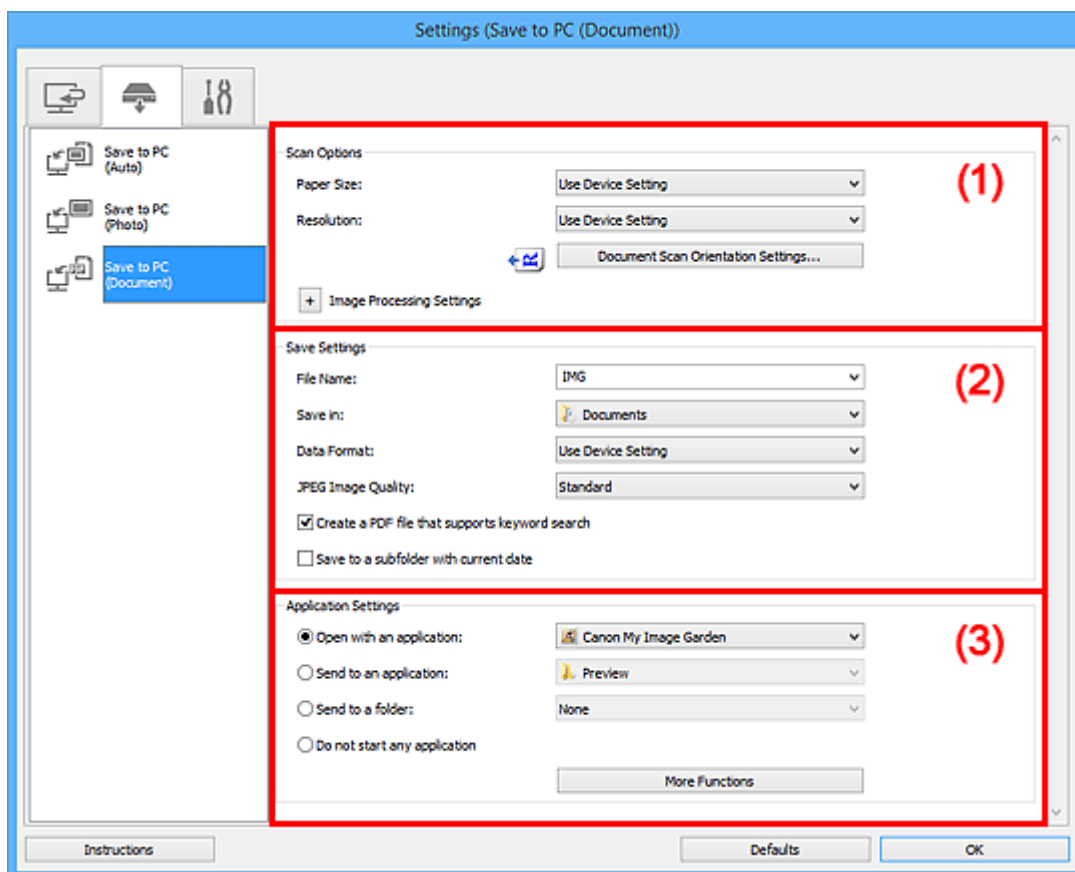 Settings (Save to PC (Document))
Save to PC
(Auto)
Save to PC
(Photo)
Save to PC
(Document)
Scan Options
(1)
Paper Size:
Use Device Setting
Resolution:
Use Device Setting
Document Scan Orientation Settings...
+ Image Processing Settings
Save Settings
(2)
File Name:
IMG
Save in:
Documents
Data Format:
Use Device Setting
JPEG Image Quality:
Standard
Create a PDF file that supports keyword search
Save to a subfolder with current date
Application Settings
(3)
Open with an application:
Canon My Image Garden
Send to an application:
Preview
Send to a folder:
None
Do not start any application
More Functions
Instructions
Defaults
OK